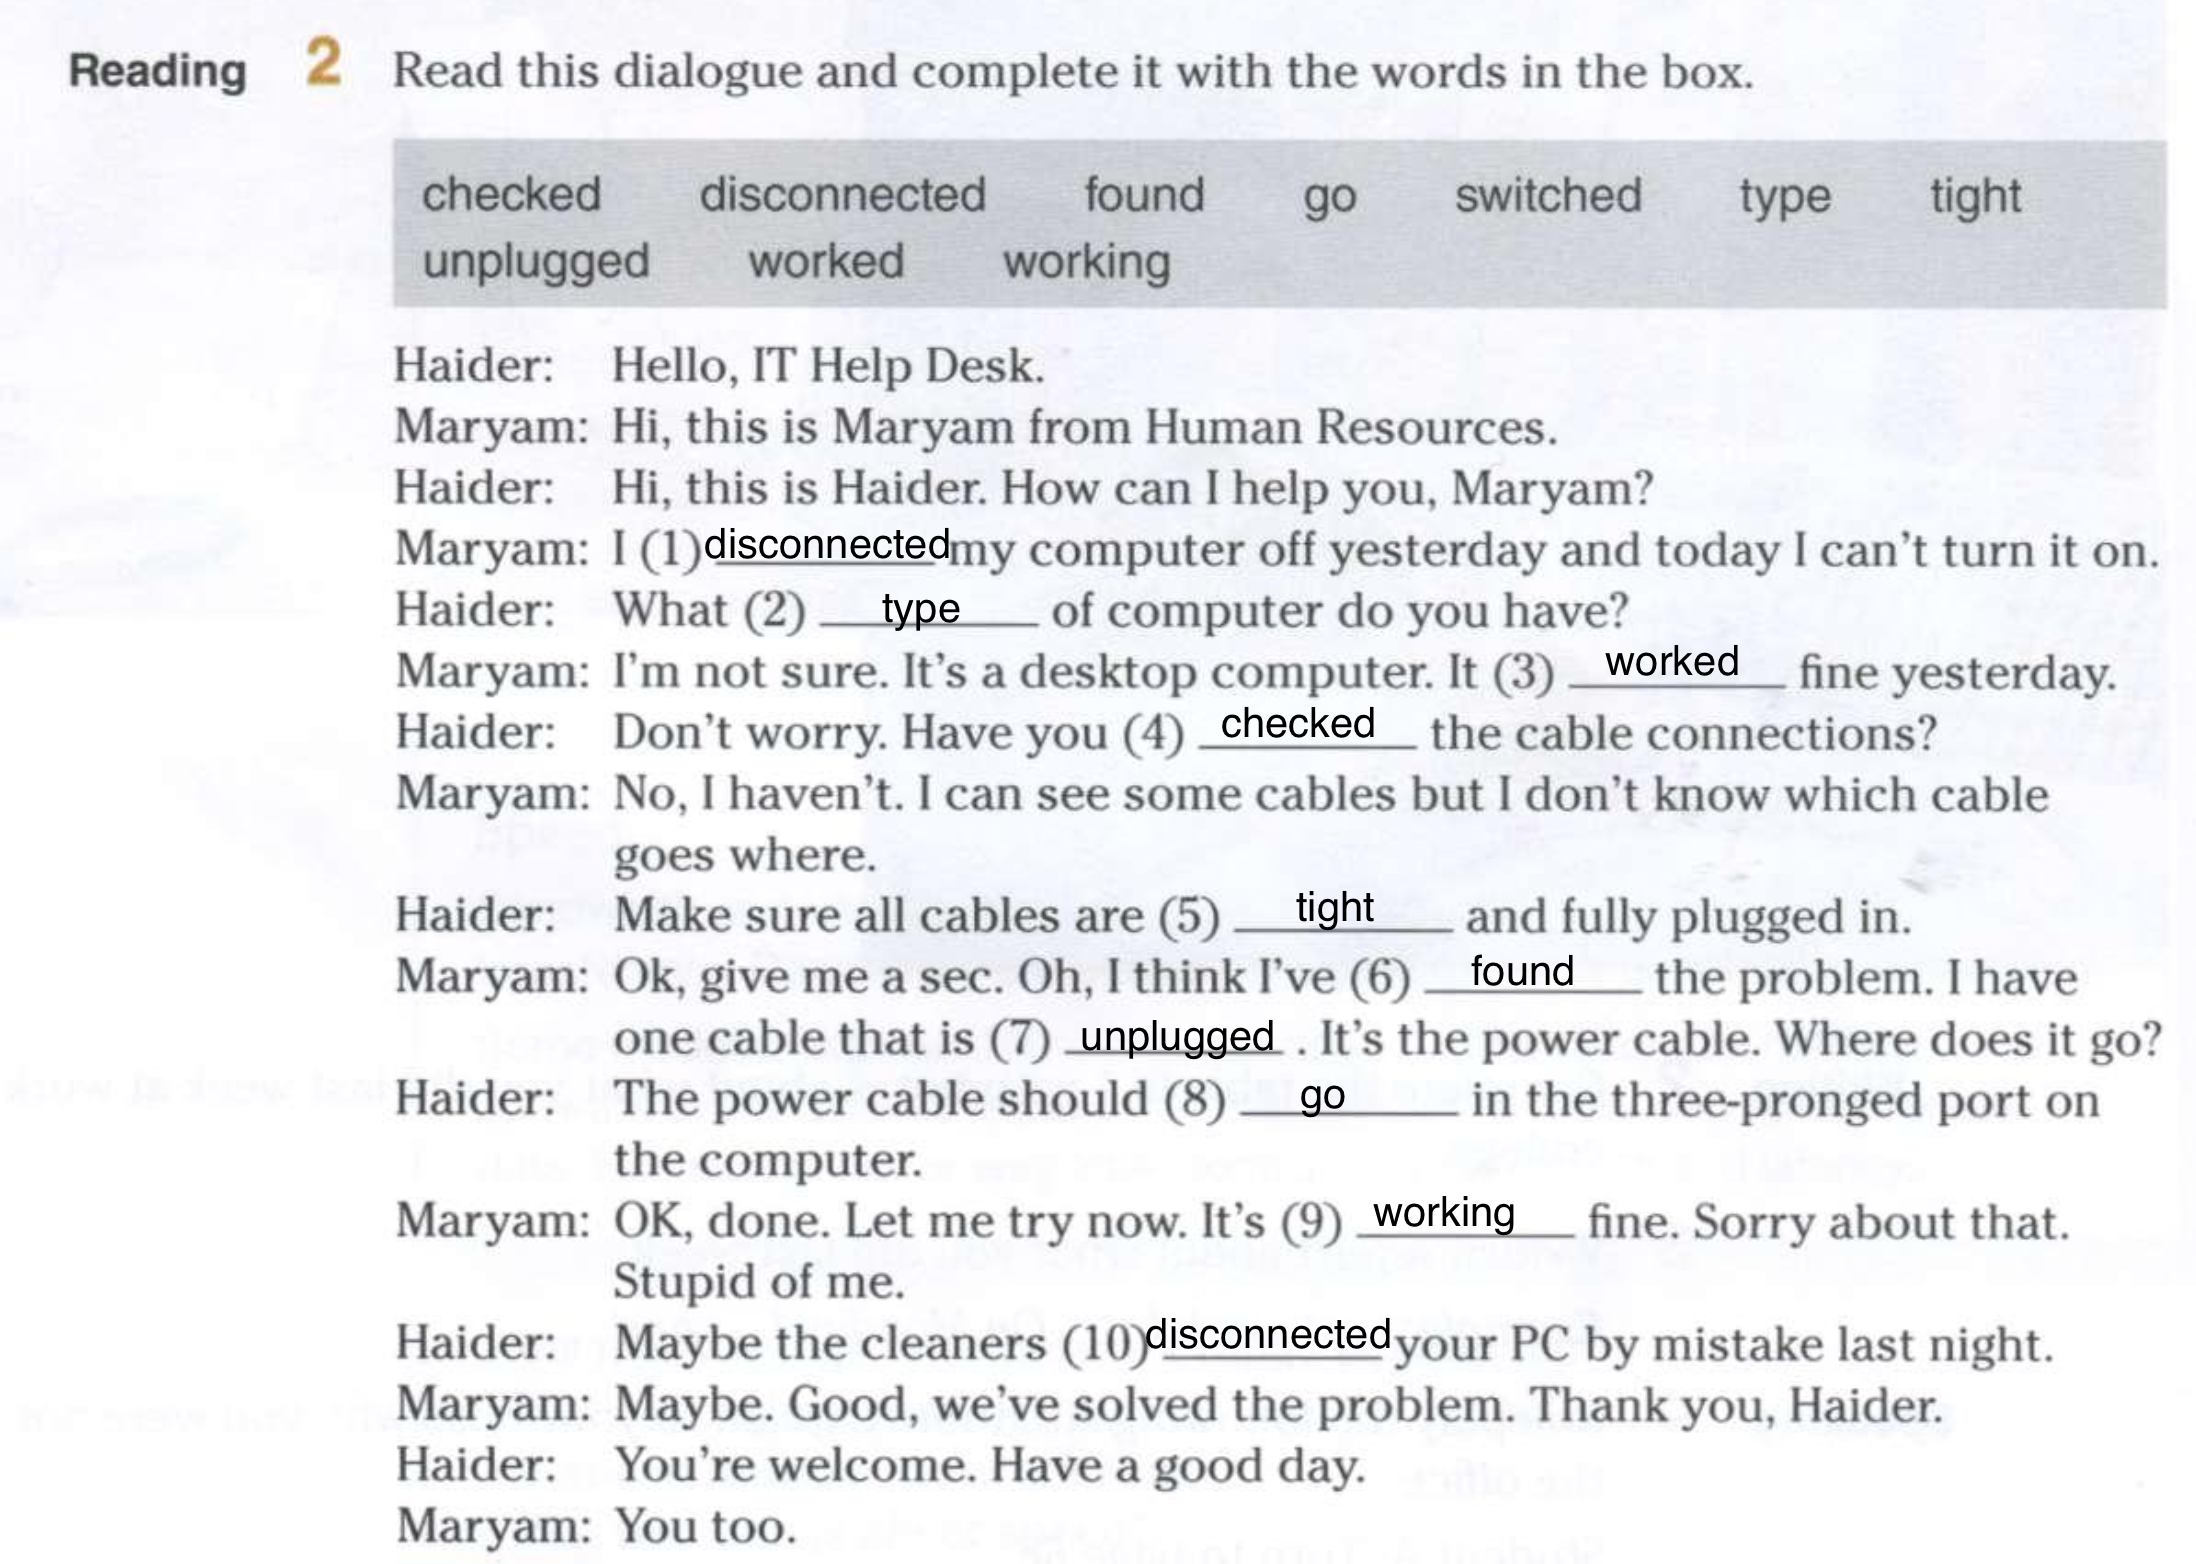 Reading 2 Read this dialogue and complete it with the words in the box.
checked disconnected found go switched type tight
unplugged worked working
Haider: Hello, IT Help Desk.
Maryam: Hi, this is Maryam from Human Resources.
Haider: Hi, this is Haider. How can I help you, Maryam?
Maryam: I (1) disconnected my computer off yesterday and today I can't turn it on.
Haider: What (2) type of computer do you have?
Maryam: I'm not sure. It's a desktop computer. It (3) worked fine yesterday.
Haider: Don't worry. Have you (4) checked the cable connections?
Maryam: No, I haven't. I can see some cables but I don't know which cable
goes where.
Haider: Make sure all cables are (5) tight and fully plugged in.
Maryam: Ok, give me a sec. Oh, I think I've (6) found the problem. I have
one cable that is (7) unplugged. It's the power cable. Where does it go?
Haider: The power cable should (8) go in the three-pronged port on
the computer.
Maryam: OK, done. Let me try now. It's (9) working fine. Sorry about that.
Stupid of me.
Haider: Maybe the cleaners (10) disconnected your PC by mistake last night.
Maryam: Maybe. Good, we've solved the problem. Thank you, Haider.
Haider: You're welcome. Have a good day.
Maryam: You too.